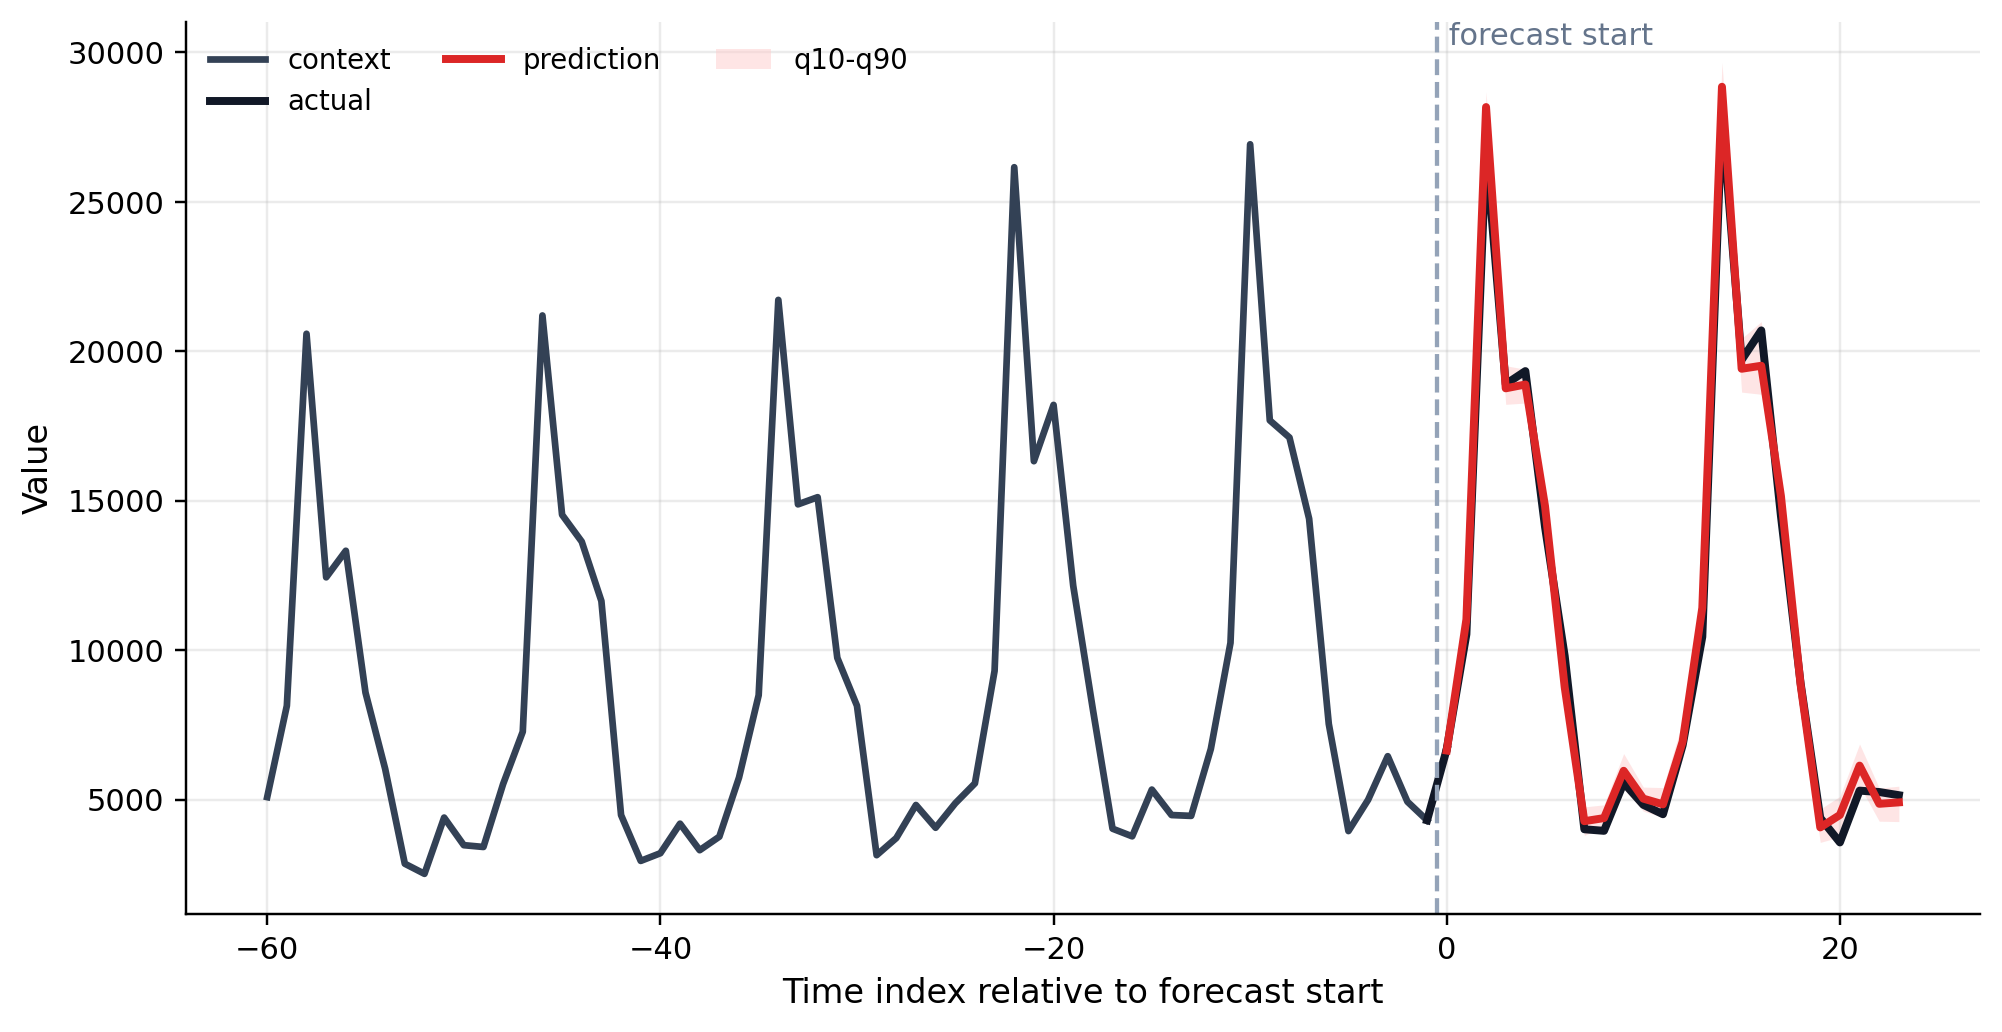 forecast start
context
prediction
q10-q90
actual
30000
25000
20000
15000
10000
5000
Value
−60
−40
−20
0
20
Time index relative to forecast start